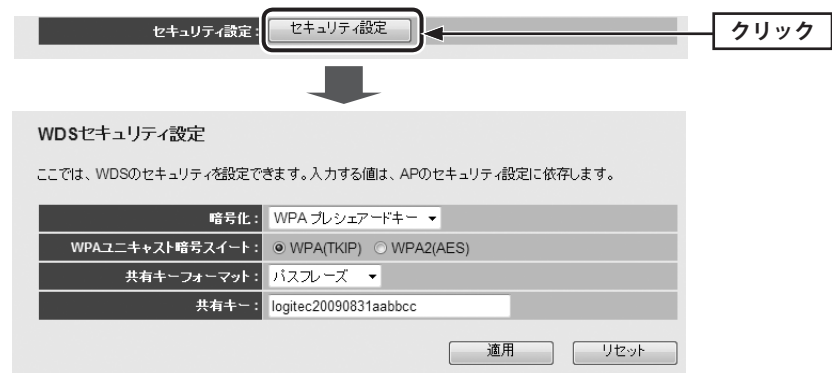 セキュリティ設定： セキュリティ設定 クリック
WDSセキュリティ設定
ここでは、WDSのセキュリティを設定できます。入力する値は、APのセキュリティ設定に依存します。
暗号化： WPA プレシェアードキー
WPAユニキャスト暗号スイート： WPA(TKIP) WPA2(AES)
共有キーフォーマット： パスフレーズ
共有キー： logitec20090831aabbcc
適用 リセット